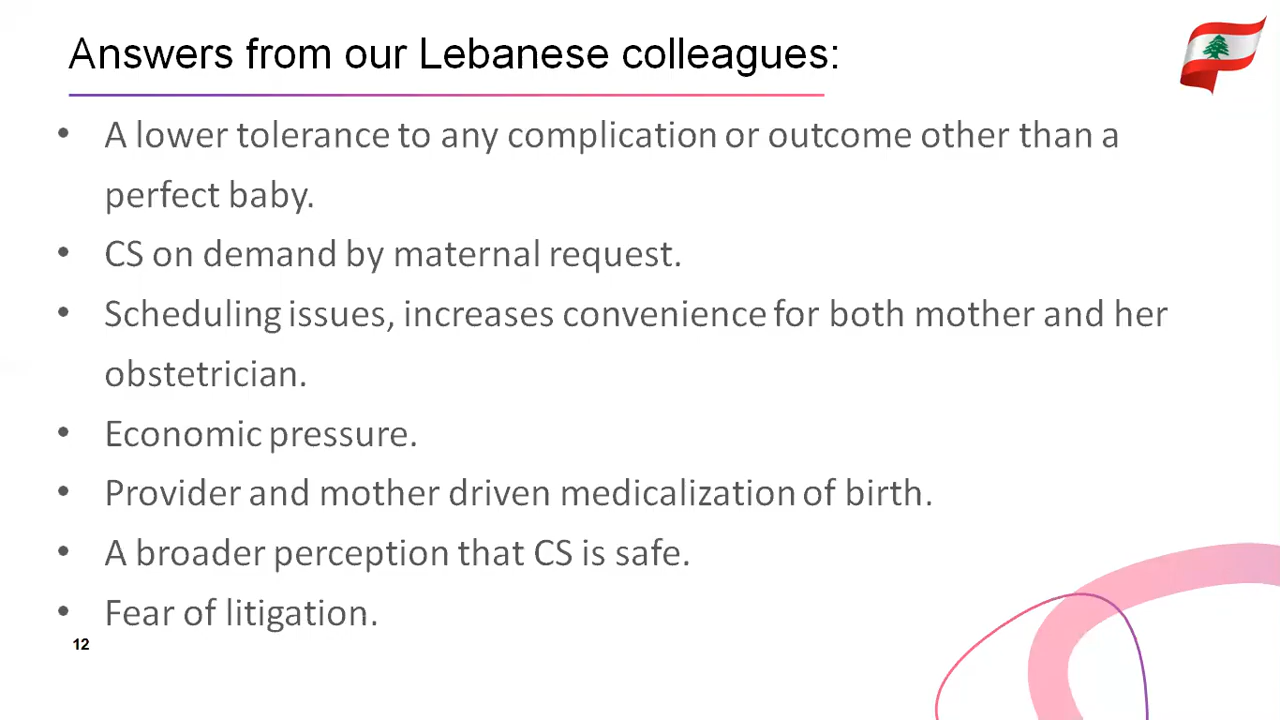 Answers from our Lebanese colleagues:
• A lower tolerance to any complication or outcome other than a
perfect baby.
• CS on demand by maternal request.
• Scheduling issues, increases convenience for both mother and her
obstetrician.
• Economic pressure.
• Provider and mother driven medicalization of birth.
• A broader perception that CS is safe.
• Fear of litigation.
12